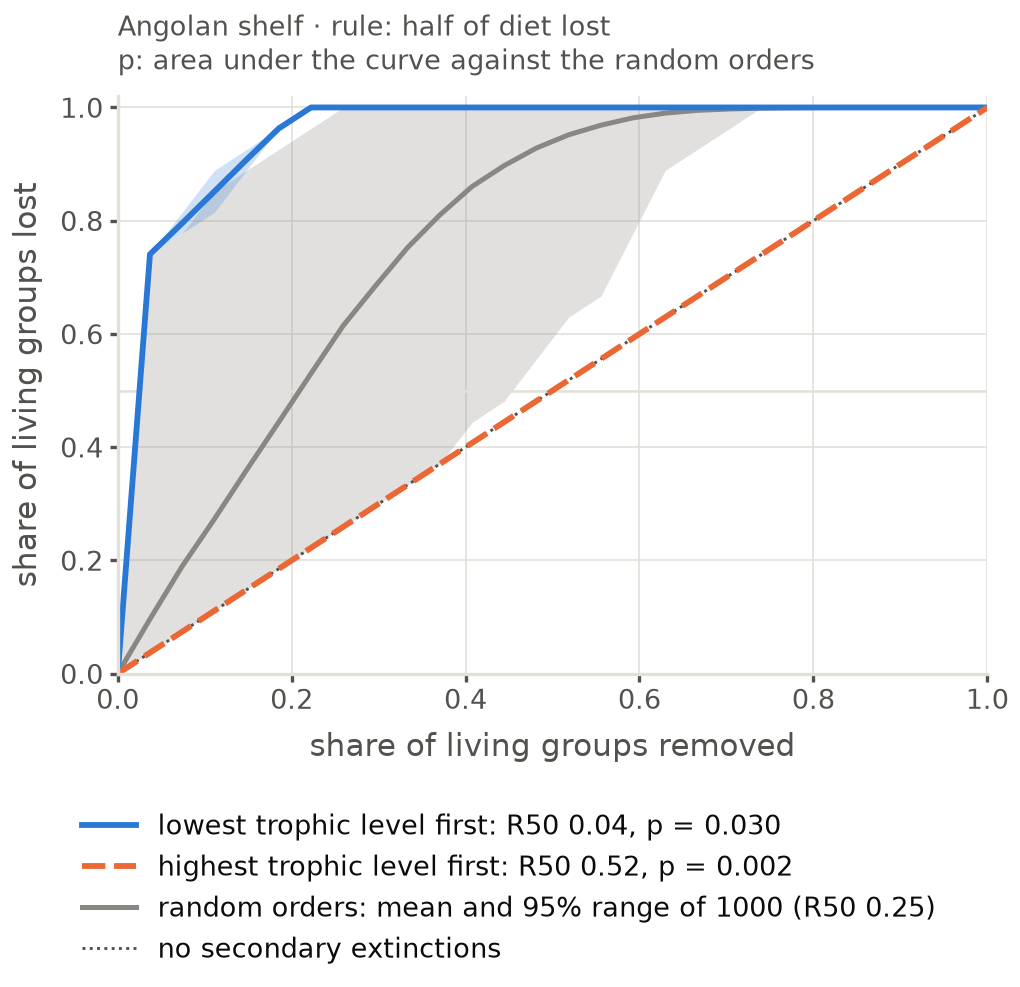 Angolan shelf · rule: half of diet lost
p: area under the curve against the random orders
1.0
0.8
0.6
0.4
0.2
0.0
share of living groups lost
0.0 0.2 0.4 0.6 0.8 1.0
share of living groups removed
lowest trophic level first: R50 0.04, p = 0.030
highest trophic level first: R50 0.52, p = 0.002
random orders: mean and 95% range of 1000 (R50 0.25)
no secondary extinctions